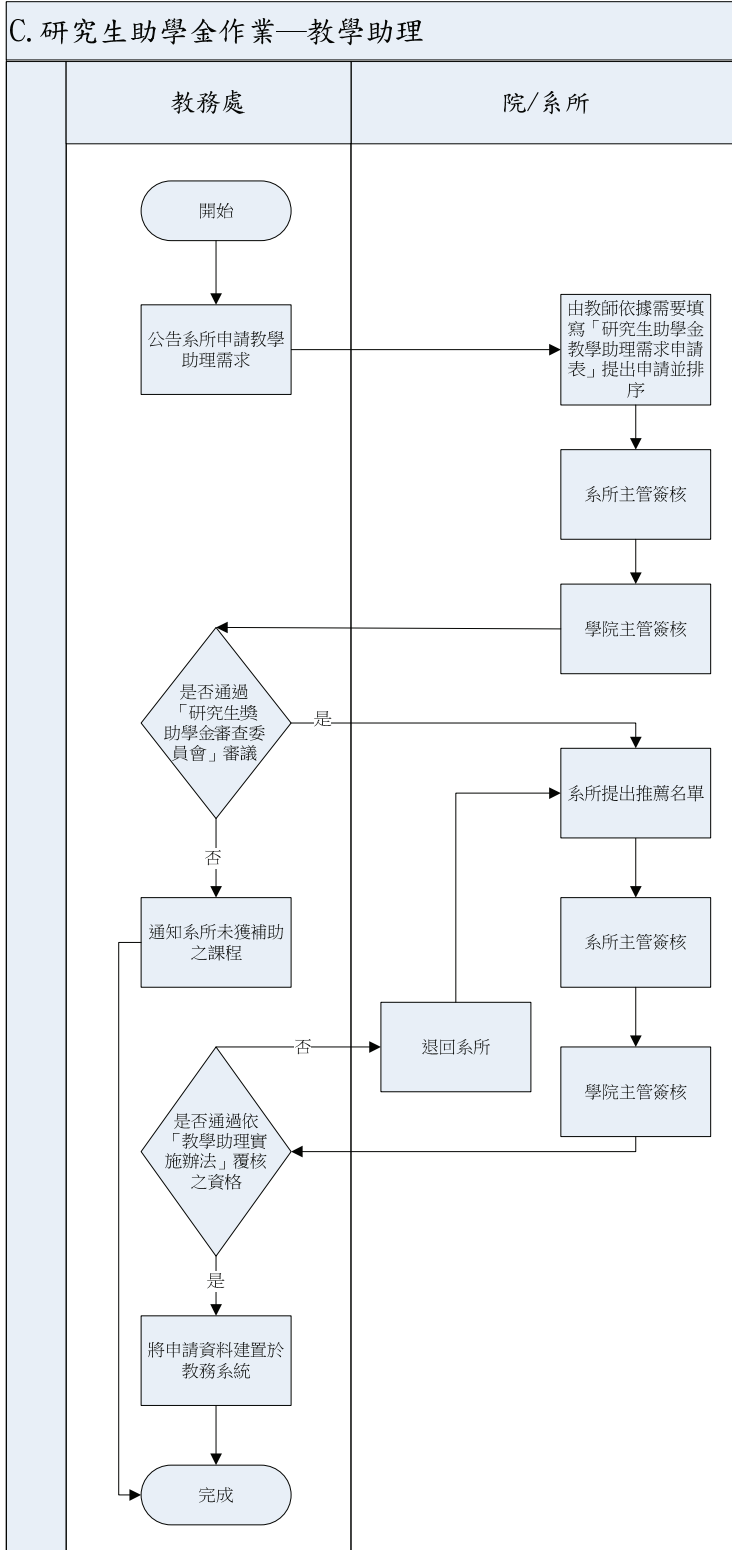 C.研究生助學金作業—教學助理
教務處
院/系所
開始
公告系所申請教學
助理需求
由教師依據需要填
寫「研究生助學金
教學助理需求申請
表」提出申請並排
序
系所主管簽核
學院主管簽核
是否通過
「研究生獎
助學金審查委
員會」審議
是
系所提出推薦名單
否
通知系所未獲補助
之課程
系所主管簽核
否
退回系所
學院主管簽核
是否通過依
「教學助理實
施辦法」覆核
之資格
是
將申請資料建置於
教務系統
完成